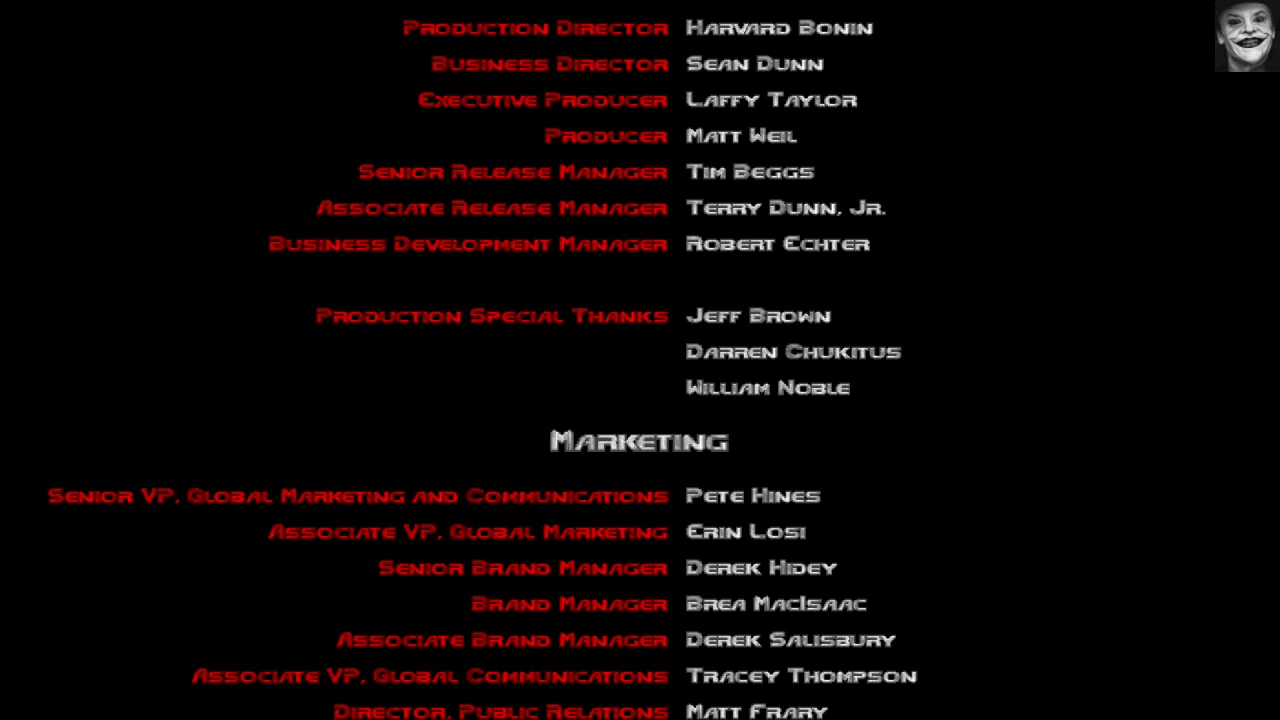 Production Director Harvard Bonin
Business Director Sean Dunn
Executive Producer Laffy Taylor
Producer Matt Weil
Senior Release Manager Tim Beggs
Associate Release Manager Terry Dunn, Jr.
Business Development Manager Robert Echter
Production Special Thanks Jeff Brown
Darren Chukitus
William Noble
Marketing
Senior VP, Global Marketing and Communications Pete Hines
Associate VP, Global Marketing Erin Losi
Senior Brand Manager Derek Hidey
Brand Manager Brea MacIsaac
Associate Brand Manager Derek Salisbury
Associate VP, Global Communications Tracey Thompson
Director, Public Relations Matt Frary